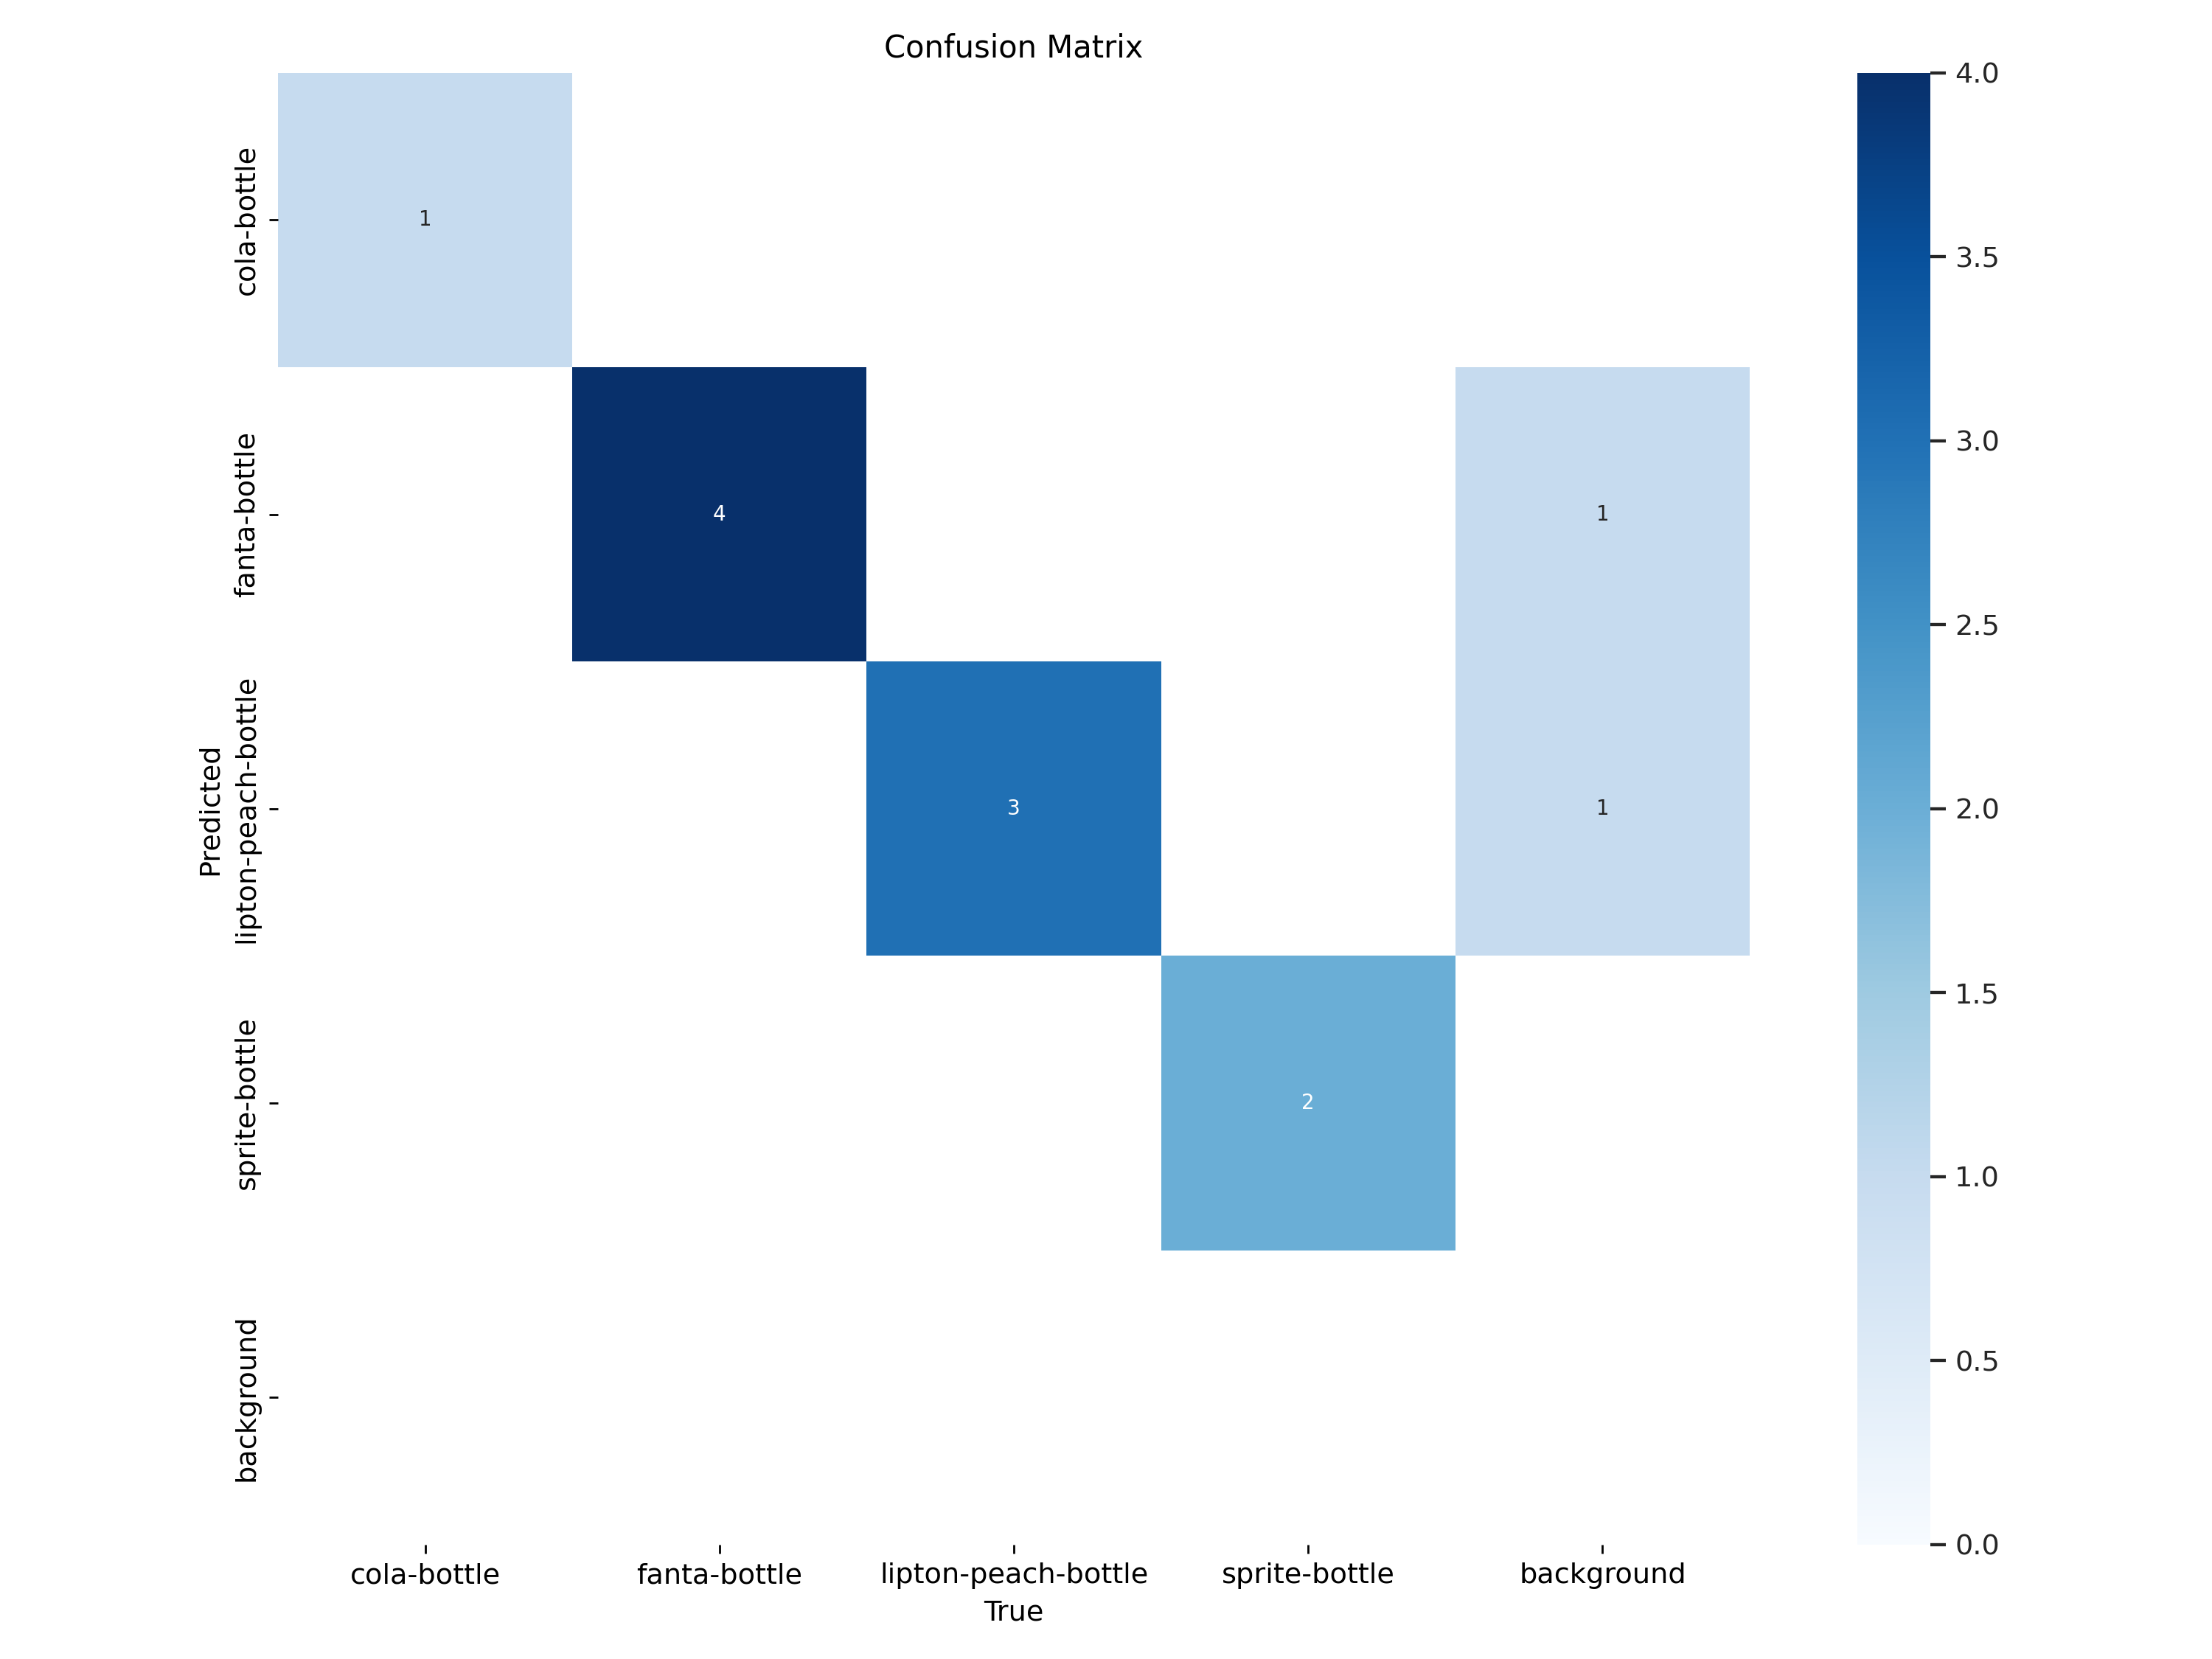 Confusion Matrix
cola-bottle
fanta-bottle
lipton-peach-bottle
sprite-bottle
background
Predicted
1
4
1
3
1
2
cola-bottle
fanta-bottle
lipton-peach-bottle
sprite-bottle
background
True
4.0
3.5
3.0
2.5
2.0
1.5
1.0
0.5
0.0